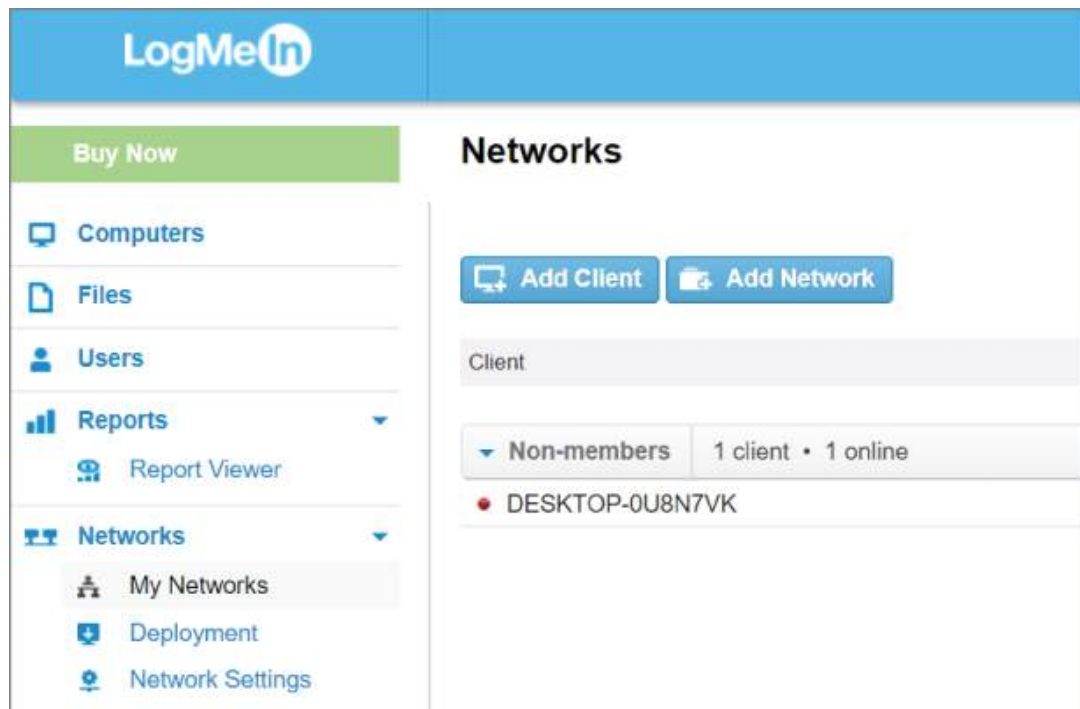 LogMeIn
Buy Now
Computers
Files
Users
Reports
Report Viewer
Networks
My Networks
Deployment
Network Settings
Networks
Add Client
Add Network
Client
Non-members 1 client • 1 online
DESKTOP-0U8N7VK